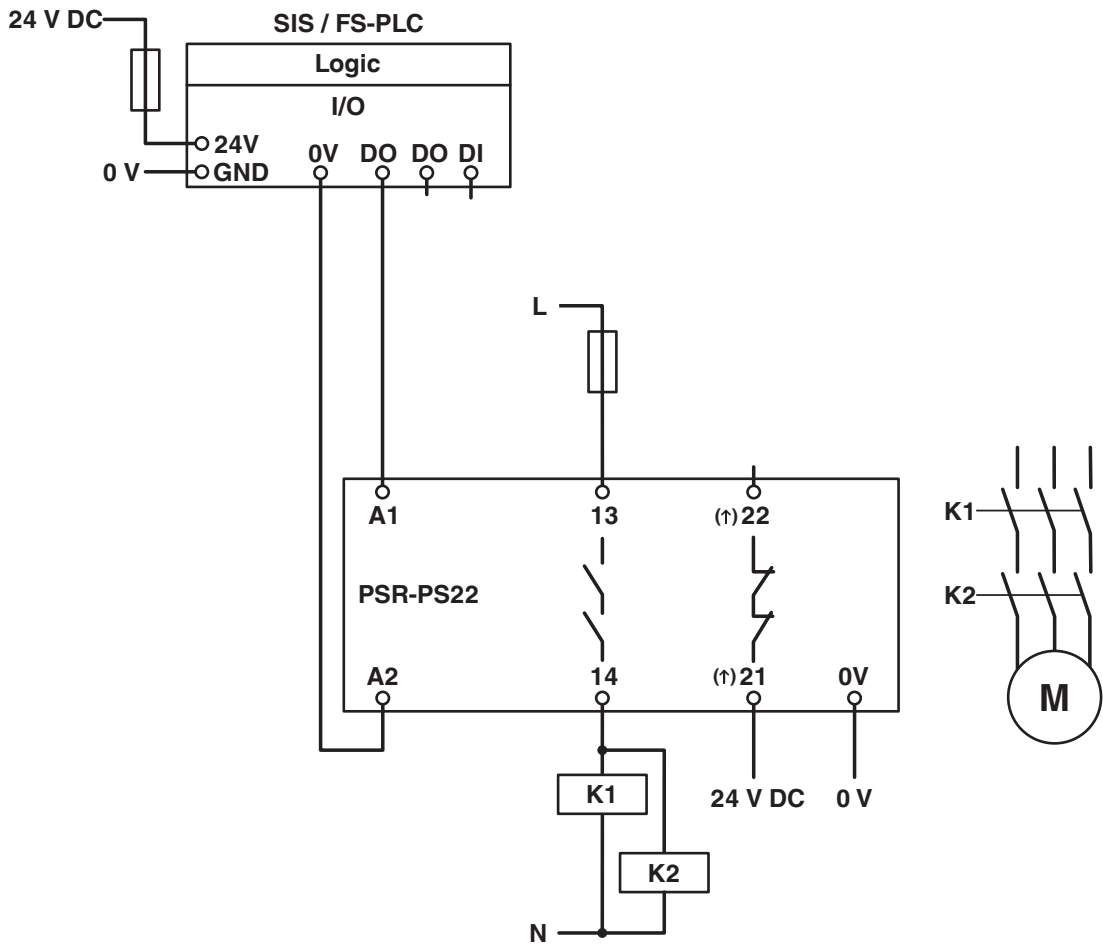 24 V DC
SIS / FS-PLC
Logic
I/O
24V
0V DO DO DI
0 V
GND
L
A1 13 (↑) 22
K1
PSR-PS22
K2
A2 14 (↑) 21 0V
M
K1
24 V DC 0 V
K2
N